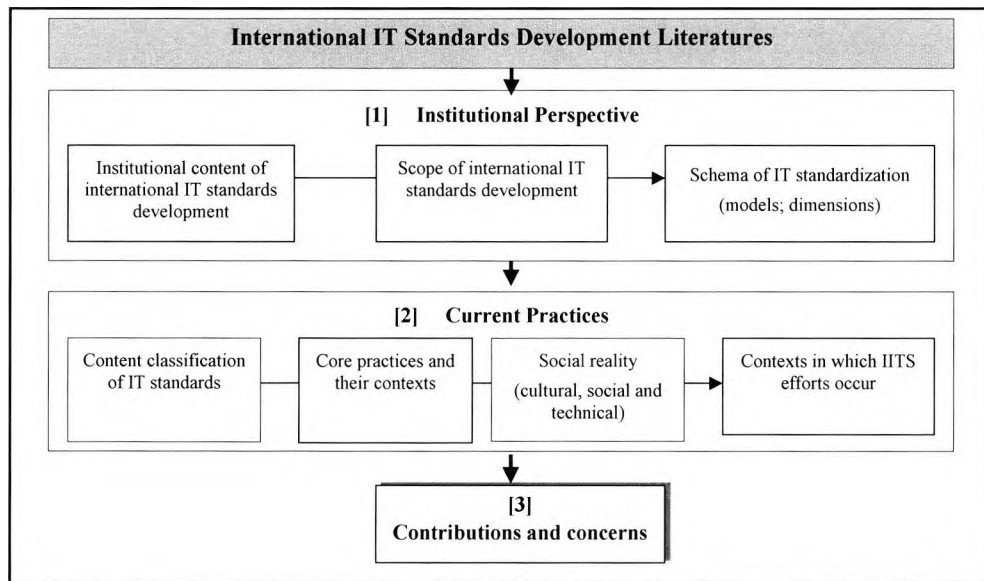 International IT Standards Development Literatures
[1] Institutional Perspective
Institutional content of
international IT standards
development
Scope of international IT
standards development
Schema of IT standardization
(models; dimensions)
[2] Current Practices
Content classification
of IT standards
Core practices and
their contexts
Social reality
(cultural, social and
technical)
Contexts in which IITS
efforts occur
[3]
Contributions and concerns